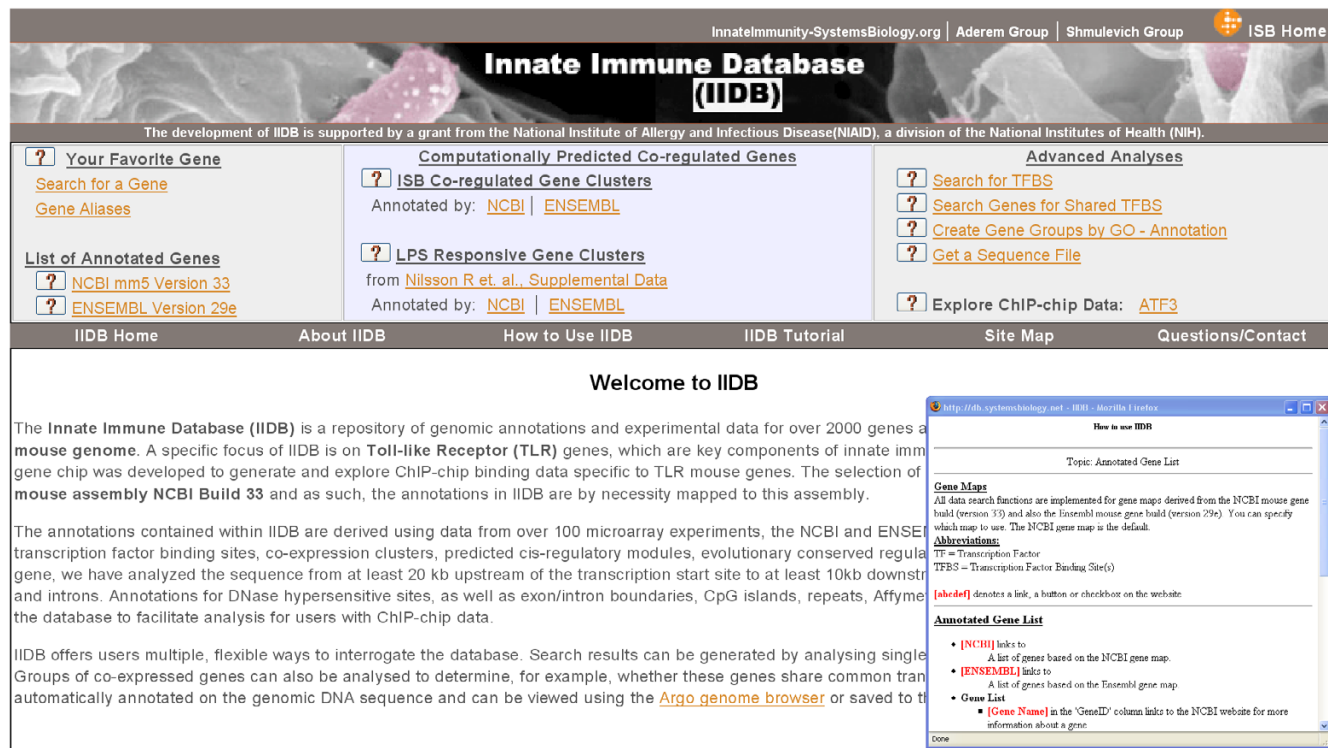 InnateImmunity-SystemsBiology.org | Aderem Group | Shmulevich Group ISB Home
Innate Immune Database
(IIDB)
The development of IIDB is supported by a grant from the National Institute of Allergy and Infectious Disease(NIAID), a division of the National Institutes of Health (NIH).
? Your Favorite Gene
Search for a Gene
Gene Aliases
List of Annotated Genes
? NCBI mm5 Version 33
? ENSEMBL Version 29e
Computationally Predicted Co-regulated Genes
? ISB Co-regulated Gene Clusters
Annotated by: NCBI | ENSEMBL
? LPS Responsive Gene Clusters
from Nilsson R et. al., Supplemental Data
Annotated by: NCBI | ENSEMBL
Advanced Analyses
? Search for TFBS
? Search Genes for Shared TFBS
? Create Gene Groups by GO - Annotation
? Get a Sequence File
? Explore ChIP-chip Data: ATF3
IIDB Home About IIDB How to Use IIDB IIDB Tutorial Site Map Questions/Contact
Welcome to IIDB
The Innate Immune Database (IIDB) is a repository of genomic annotations and experimental data for over 2000 genes a
mouse genome. A specific focus of IIDB is on Toll-like Receptor (TLR) genes, which are key components of innate imm
gene chip was developed to generate and explore ChIP-chip binding data specific to TLR mouse genes. The selection of
mouse assembly NCBI Build 33 and as such, the annotations in IIDB are by necessity mapped to this assembly.
The annotations contained within IIDB are derived using data from over 100 microarray experiments, the NCBI and ENSE
transcription factor binding sites, co-expression clusters, predicted cis-regulatory modules, evolutionary conserved regula
gene, we have analyzed the sequence from at least 20 kb upstream of the transcription start site to at least 10kb downstr
and introns. Annotations for DNase hypersensitive sites, as well as exon/intron boundaries, CpG islands, repeats, Affyme
the database to facilitate analysis for users with ChIP-chip data.
IIDB offers users multiple, flexible ways to interrogate the database. Search results can be generated by analysing single
Groups of co-expressed genes can also be analysed to determine, for example, whether these genes share common tran
automatically annotated on the genomic DNA sequence and can be viewed using the Argo genome browser or saved to th
http://db.systemsbiology.net - IIDB - Mozilla Firefox
How to use IIDB
Topic: Annotated Gene List
Gene Maps
All data search functions are implemented for gene maps derived from the NCBI mouse gene
build (version 33) and also the Ensembl mouse gene build (version 29e). You can specify
which map to use. The NCBI gene map is the default.
Abbreviations:
TF = Transcription Factor
TFBS = Transcription Factor Binding Site(s)
[abcdef] denotes a link, a button or checkbox on the website
Annotated Gene List
[NCBI] links to
A list of genes based on the NCBI gene map.
[ENSEMBL] links to
A list of genes based on the Ensembl gene map.
Gene List
[Gene Name] in the 'GeneID' column links to the NCBI website for more
information about a gene
Done